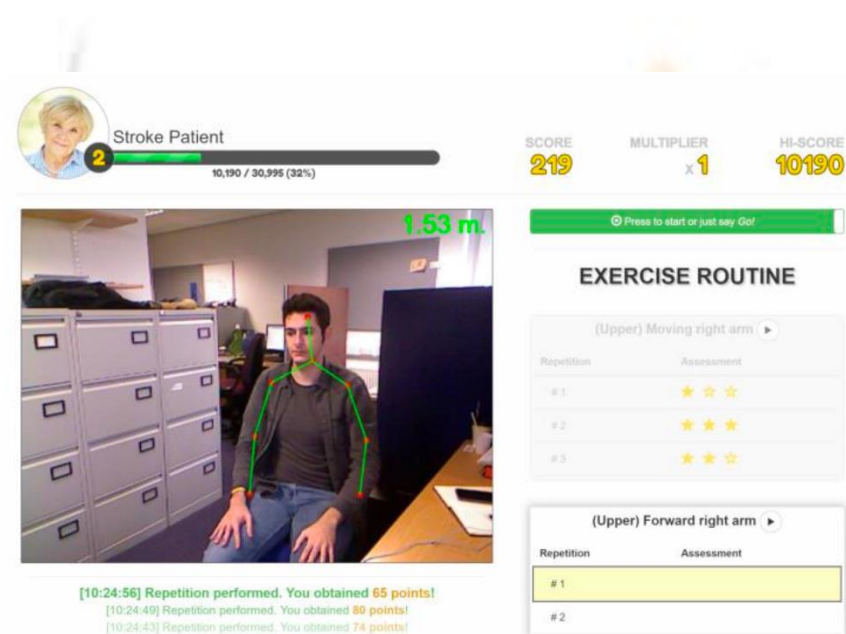 Stroke Patient
2
10,190 / 30,995 (32%)
SCORE
219
MULTIPLIER
x 1
HI-SCORE
10190
1.53 m.
[10:24:56] Repetition performed. You obtained 65 points!
[10:24:49] Repetition performed. You obtained 80 points!
[10:24:43] Repetition performed. You obtained 74 points!
Press to start or just say Go!
EXERCISE ROUTINE
(Upper) Moving right arm
Repetition Assessment
# 1
# 2
# 3
(Upper) Forward right arm
Repetition Assessment
# 1
# 2